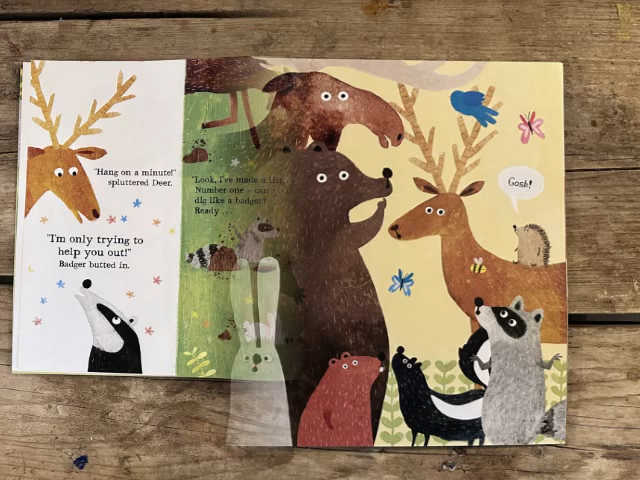 "Hang on a minute!"
spluttered Deer.
"I'm only trying to
help you out!"
Badger butted in.
"Look, I've made a list.
Number one – can
dig like a badger?
Ready . . .
Gosh!